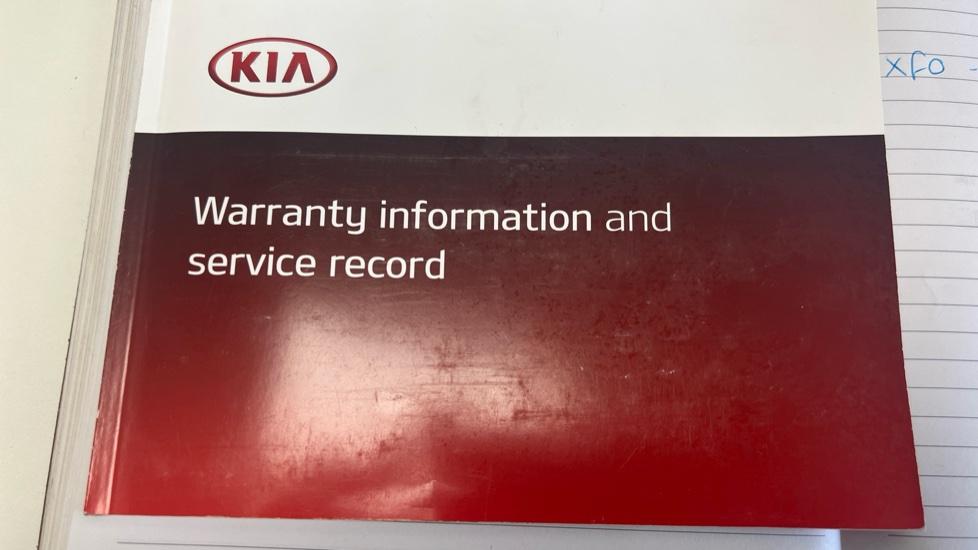 KIA
xfo -
Warranty information and
service record